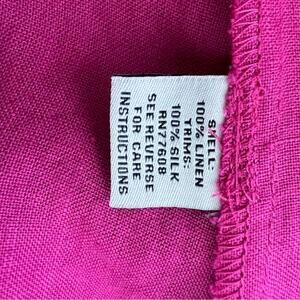 SHELL:
100% LINEN
TRIMS:
100% SILK
RN77608
SEE REVERSE
FOR CARE
INSTRUCTIONS